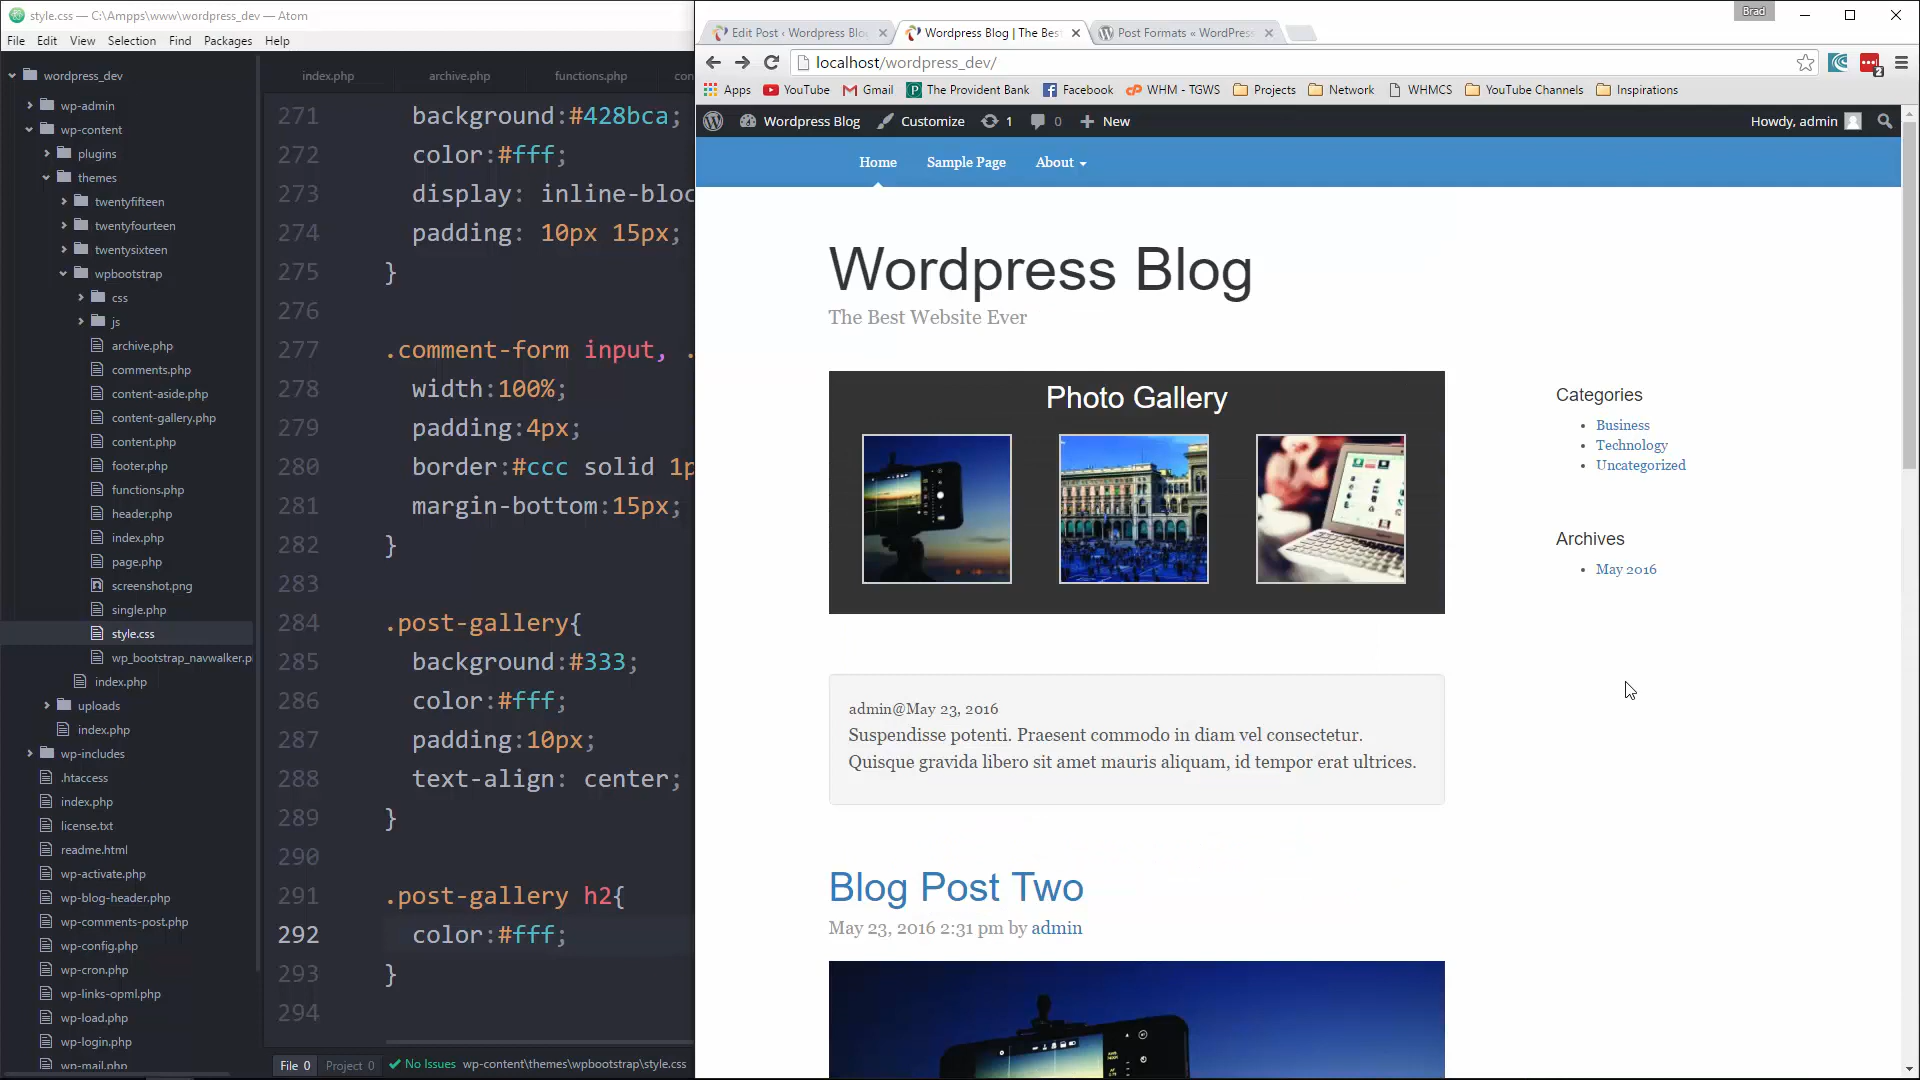 style.css — C:\Ampps\www\wordpress_dev — Atom
File Edit View Selection Find Packages Help
wordpress_dev
wp-admin
wp-content
plugins
themes
twentyfifteen
twentyfourteen
twentysixteen
wpbootstrap
css
js
archive.php
comments.php
content-aside.php
content-gallery.php
content.php
footer.php
functions.php
header.php
index.php
page.php
screenshot.png
single.php
style.css
wp_bootstrap_navwalker.p
index.php
uploads
index.php
wp-includes
.htaccess
index.php
license.txt
readme.html
wp-activate.php
wp-blog-header.php
wp-comments-post.php
wp-config.php
wp-cron.php
wp-links-opml.php
wp-load.php
wp-login.php
wp-mail.php
index.php archive.php functions.php con
271 background:#428bca;
272 color:#fff;
273 display: inline-bloc
274 padding: 10px 15px;
275 }
276
277 .comment-form input, .
278 width:100%;
279 padding:4px;
280 border:#ccc solid 1p
281 margin-bottom:15px;
282 }
283
284 .post-gallery{
285 background:#333;
286 color:#fff;
287 padding:10px;
288 text-align: center;
289 }
290
291 .post-gallery h2{
292 color:#fff;
293 }
294
File 0 Project 0 No Issues wp-content\themes\wpbootstrap\style.css
Brad
Edit Post ‹ Wordpress Blo Wordpress Blog | The Bes Post Formats « WordPress
localhost/wordpress_dev/
Apps YouTube Gmail The Provident Bank Facebook WHM - TGWS Projects Network WHMCS YouTube Channels Inspirations
Wordpress Blog Customize 1 0 New Howdy, admin
Home Sample Page About
Wordpress Blog
The Best Website Ever
Photo Gallery
admin@May 23, 2016
Suspendisse potenti. Praesent commodo in diam vel consectetur.
Quisque gravida libero sit amet mauris aliquam, id tempor erat ultrices.
Blog Post Two
May 23, 2016 2:31 pm by admin
Categories
Business
Technology
Uncategorized
Archives
May 2016